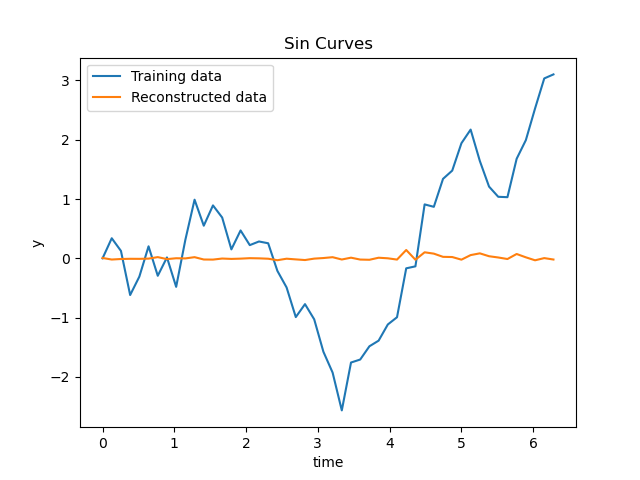 Sin Curves
Training data
Reconstructed data
3
2
1
0
−1
−2
y
0 1 2 3 4 5 6
time